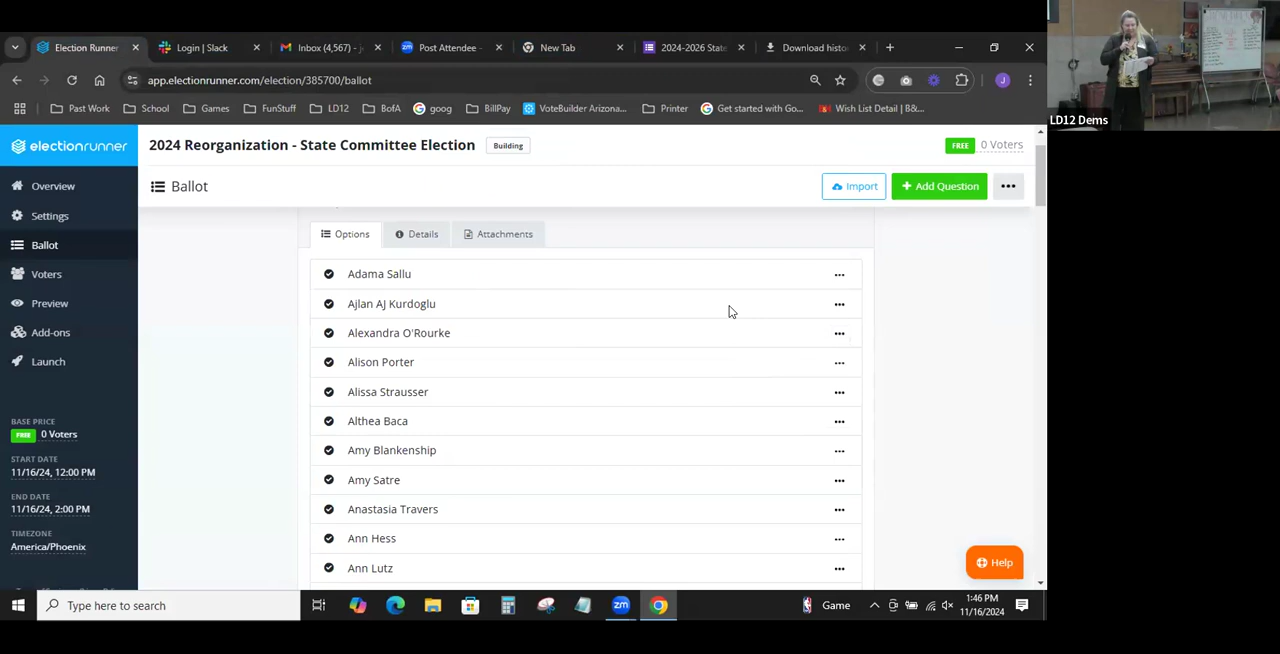 Election Runner
Login | Slack
Inbox (4,567) - j
Post Attendee -
New Tab
2024-2026 State
Download histo
app.electionrunner.com/election/385700/ballot
J
Past Work
School
Games
FunStuff
LD12
BofA
goog
BillPay
VoteBuilder Arizona...
Printer
Get started with Go...
Wish List Detail | B&...
electionrunner
2024 Reorganization - State Committee Election
Building
FREE 0 Voters
Ballot
Import
+ Add Question
Overview
Settings
Ballot
Voters
Preview
Add-ons
Launch
BASE PRICE
FREE 0 Voters
START DATE
11/16/24, 12:00 PM
END DATE
11/16/24, 2:00 PM
TIMEZONE
America/Phoenix
Options
Details
Attachments
Adama Sallu
Ajlan AJ Kurdoglu
Alexandra O'Rourke
Alison Porter
Alissa Strausser
Althea Baca
Amy Blankenship
Amy Satre
Anastasia Travers
Ann Hess
Ann Lutz
Help
LD12 Dems
Type here to search
zm
Game
1:46 PM
11/16/2024